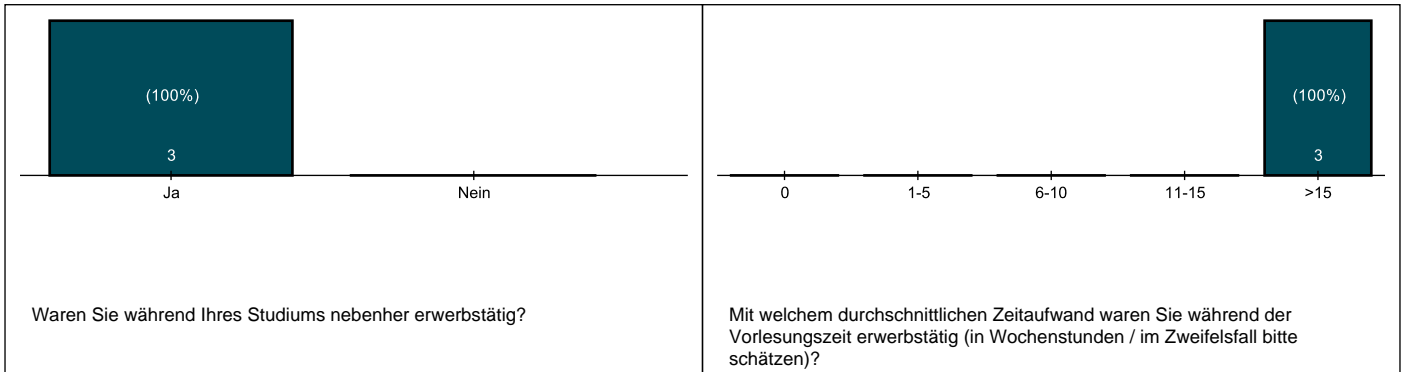 (100%)
3
Ja
Nein
Waren Sie während Ihres Studiums nebenher erwerbstätig?
(100%)
3
0
1-5
6-10
11-15
>15
Mit welchem durchschnittlichen Zeitaufwand waren Sie während der
Vorlesungszeit erwerbstätig (in Wochenstunden / im Zweifelsfall bitte
schätzen)?